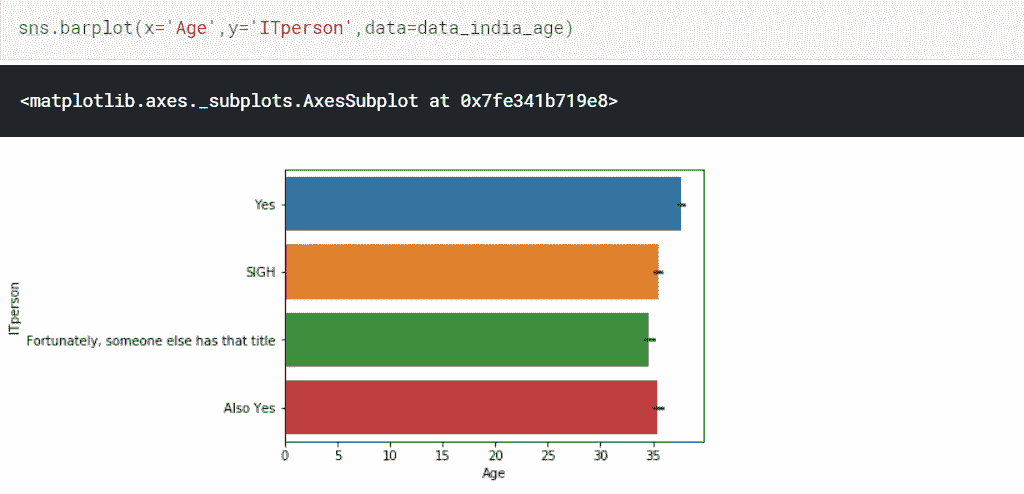 sns.barplot(x='Age',y='ITperson',data=data_india_age)
<matplotlib.axes._subplots.AxesSubplot at 0x7fe341b719e8>
Yes
SIGH
ITperson
Fortunately, someone else has that title
Also Yes
0 5 10 15 20 25 30 35
Age